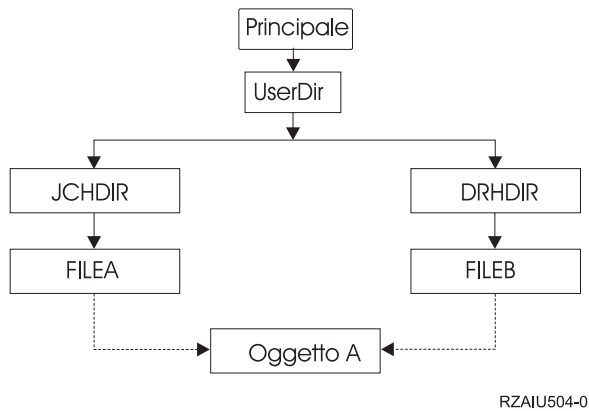 Principale
UserDir
JCHDIR
DRHDIR
FILEA
FILEB
Oggetto A
RZAIU504-0